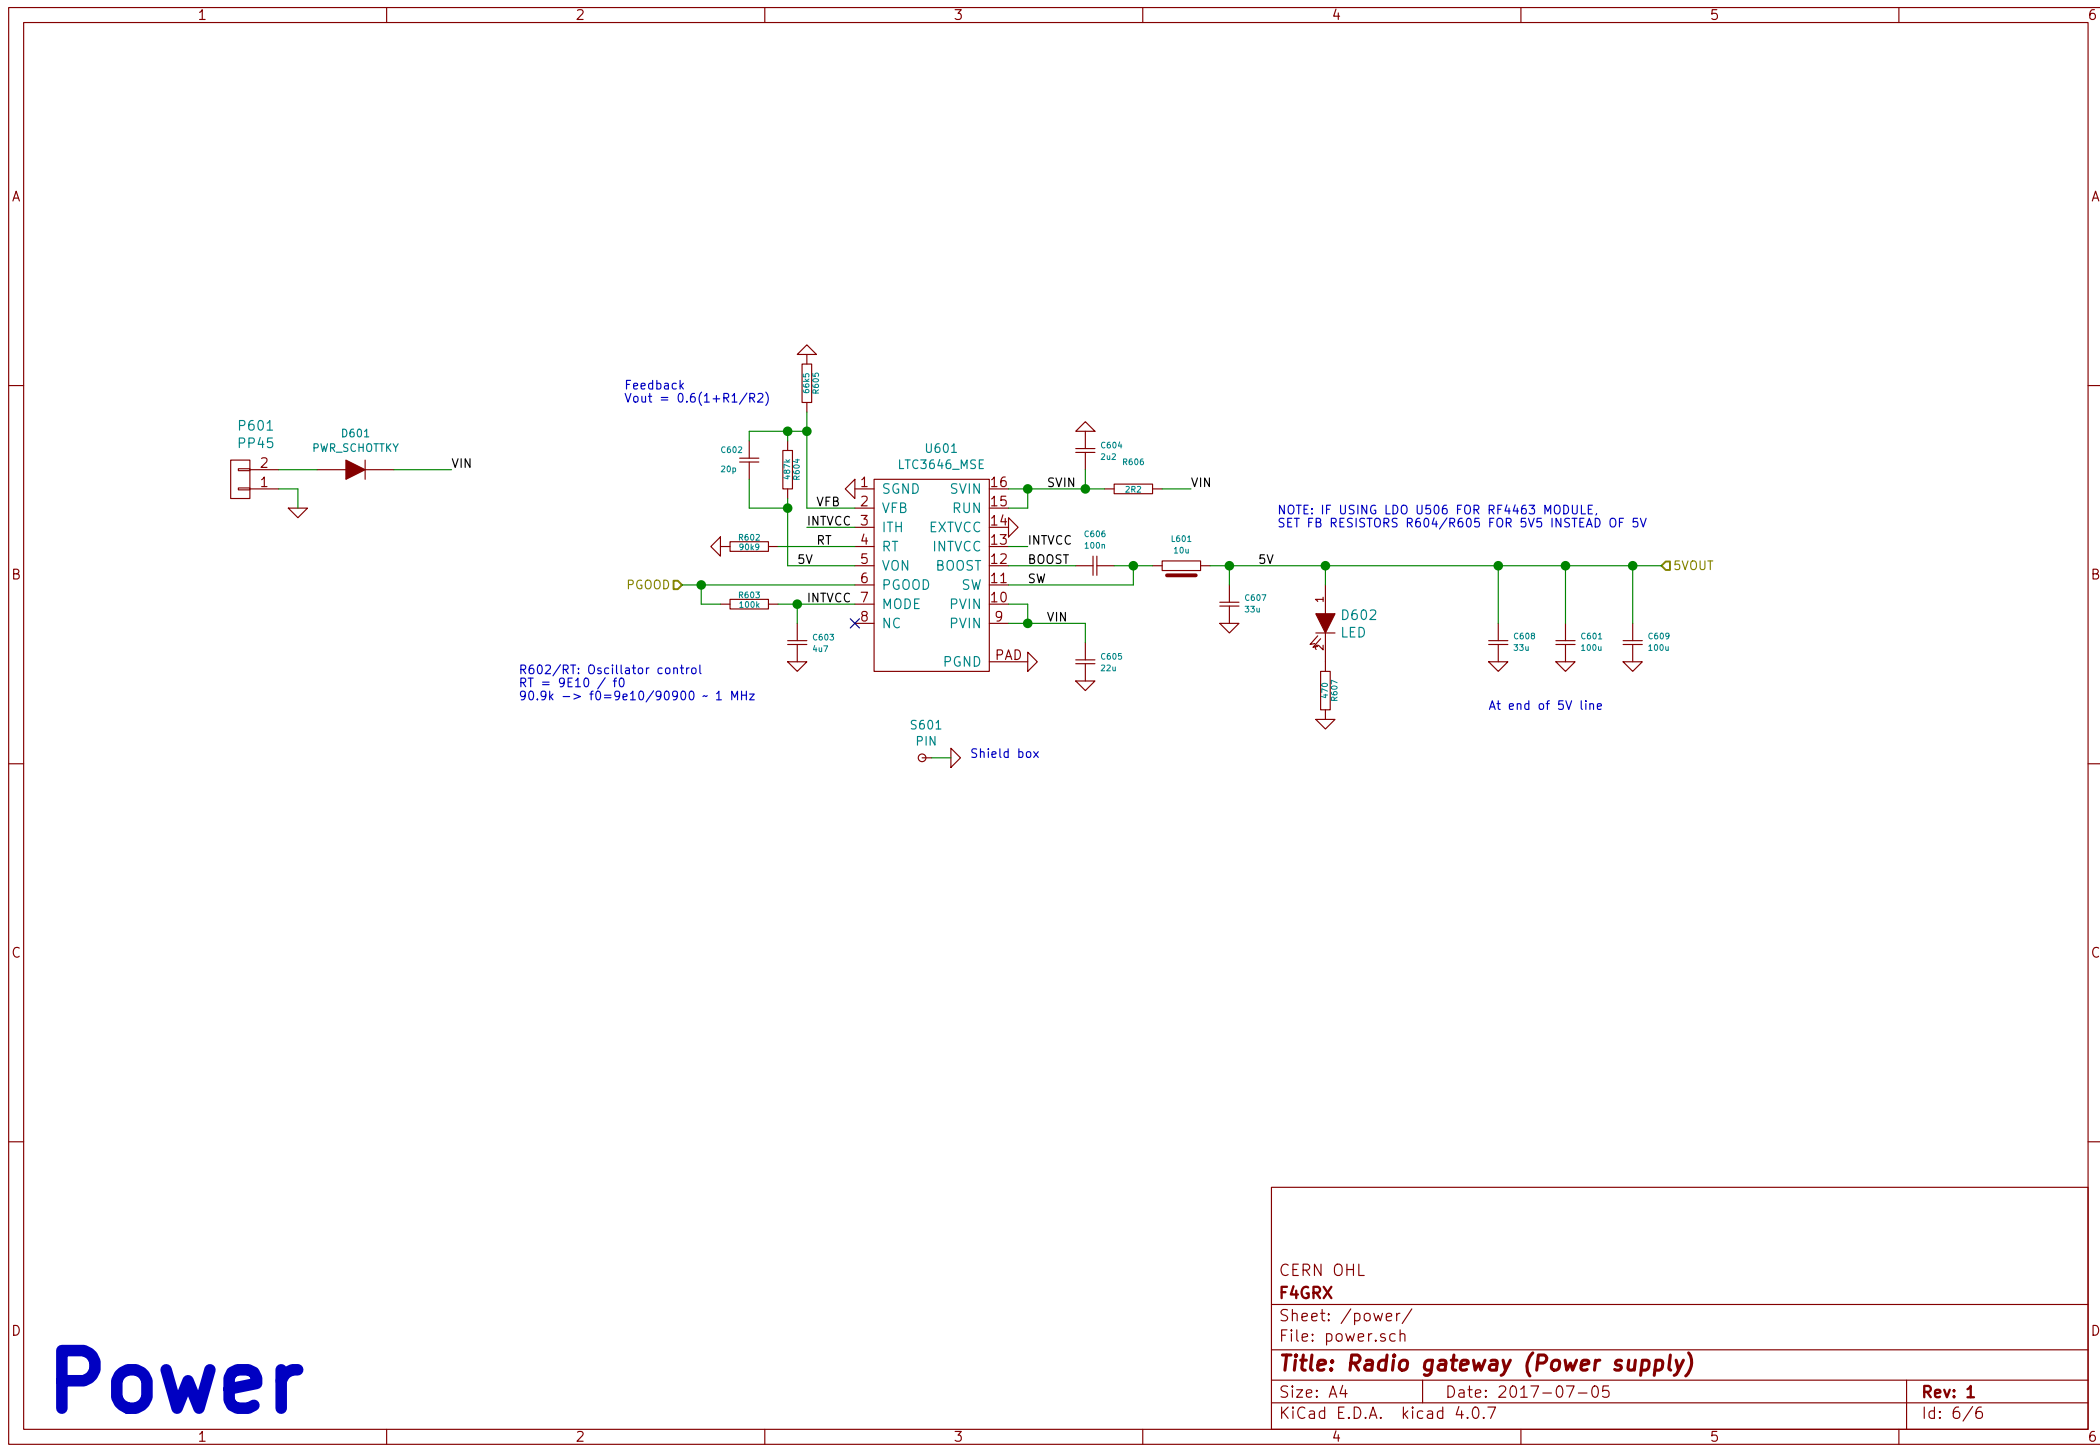 1 2 3 4 5 6
A A
Feedback
Vout = 0.6(1+R1/R2)
66k5
R605
P601
PP45
2
1
D601
PWR_SCHOTTKY
VIN
C602
20p
487k
R604
U601
LTC3646_MSE
1 SGND
2 VFB
3 ITH
4 RT
5 VON
6 PGOOD
7 MODE
8 NC
SVIN 16
RUN 15
EXTVCC 14
INTVCC 13
BOOST 12
SW 11
PVIN 10
PVIN 9
PGND PAD
VFB
INTVCC
RT
5V
INTVCC
R602
90k9
PGOOD
R603
100k
C603
4u7
C604
2u2
R606
2R2
SVIN
VIN
INTVCC
BOOST
SW
VIN
C606
100n
L601
10u
C605
22u
NOTE: IF USING LDO U506 FOR RF4463 MODULE,
SET FB RESISTORS R604/R605 FOR 5V5 INSTEAD OF 5V
5V
5VOUT
C607
33u
1
2
D602
LED
470
R607
C608
33u
C601
100u
C609
100u
At end of 5V line
B B
R602/RT: Oscillator control
RT = 9E10 / f0
90.9k -> f0=9e10/90900 ~ 1 MHz
S601
PIN
Shield box
C C
D D
Power
CERN OHL
F4GRX
Sheet: /power/
File: power.sch
Title: Radio gateway (Power supply)
Size: A4 Date: 2017-07-05 Rev: 1
KiCad E.D.A. kicad 4.0.7 Id: 6/6
1 2 3 4 5 6